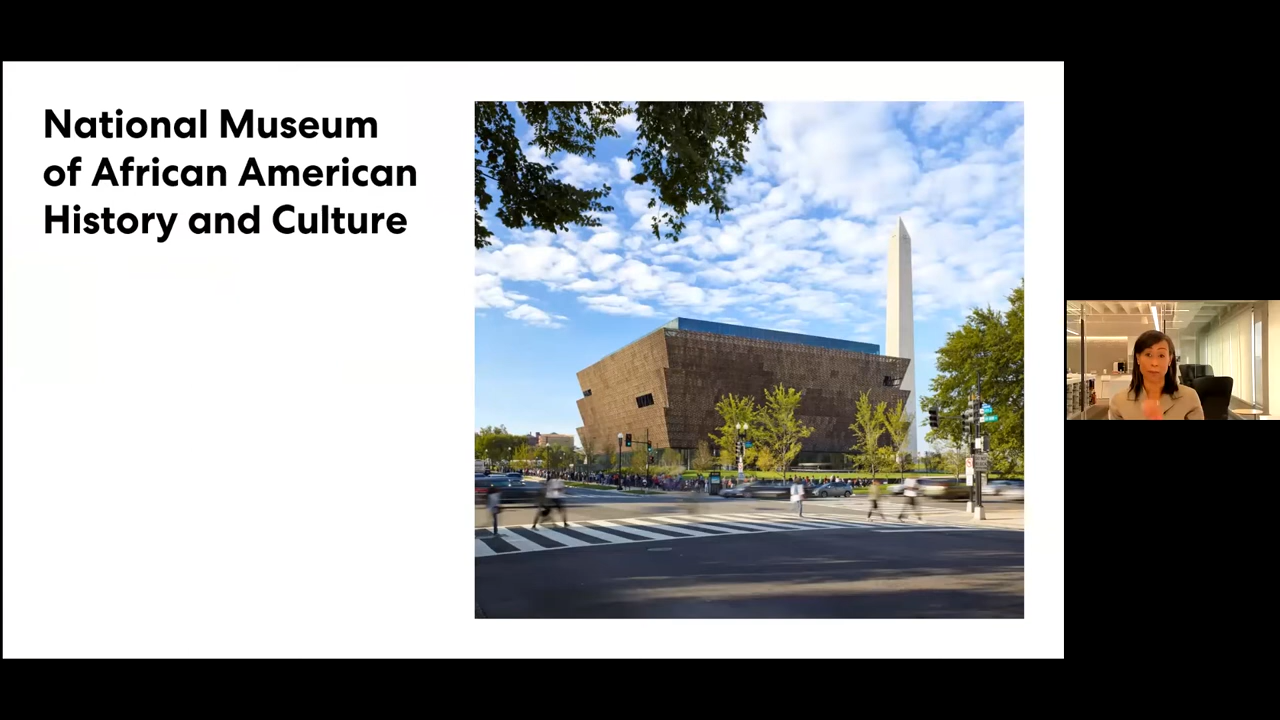 National Museum
of African American
History and Culture